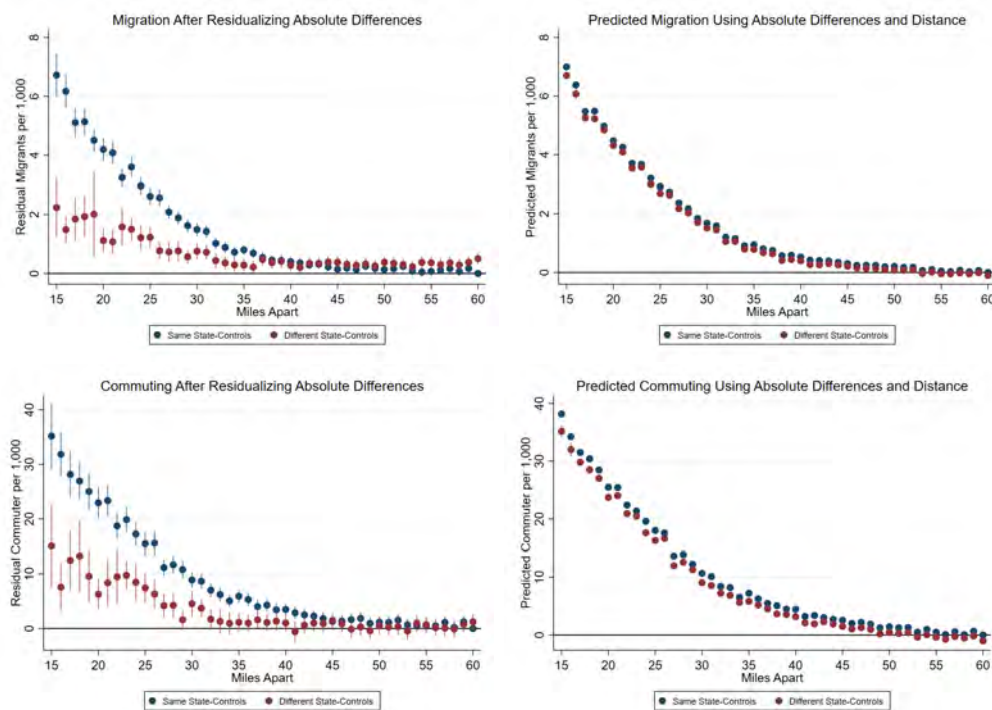 Migration After Residualizing Absolute Differences
Residual Migrants per 1,000
8
6
4
2
0
15 20 25 30 35 40 45 50 55 60
Miles Apart
Same State-Controls Different State-Controls
Predicted Migration Using Absolute Differences and Distance
Predicted Migrants per 1,000
8
6
4
2
0
15 20 25 30 35 40 45 50 55 60
Miles Apart
Same State-Controls Different State-Controls
Commuting After Residualizing Absolute Differences
Residual Commuter per 1,000
40
30
20
10
0
15 20 25 30 35 40 45 50 55 60
Miles Apart
Same State-Controls Different State-Controls
Predicted Commuting Using Absolute Differences and Distance
Predicted Commuter per 1,000
40
30
20
10
0
15 20 25 30 35 40 45 50 55 60
Miles Apart
Same State-Controls Different State-Controls